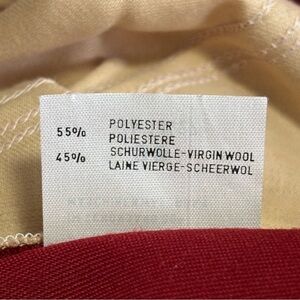 55% POLYESTER
POLIESTERE
45% SCHURWOLLE-VIRGIN WOOL
LAINE VIERGE-SCHEERWOL